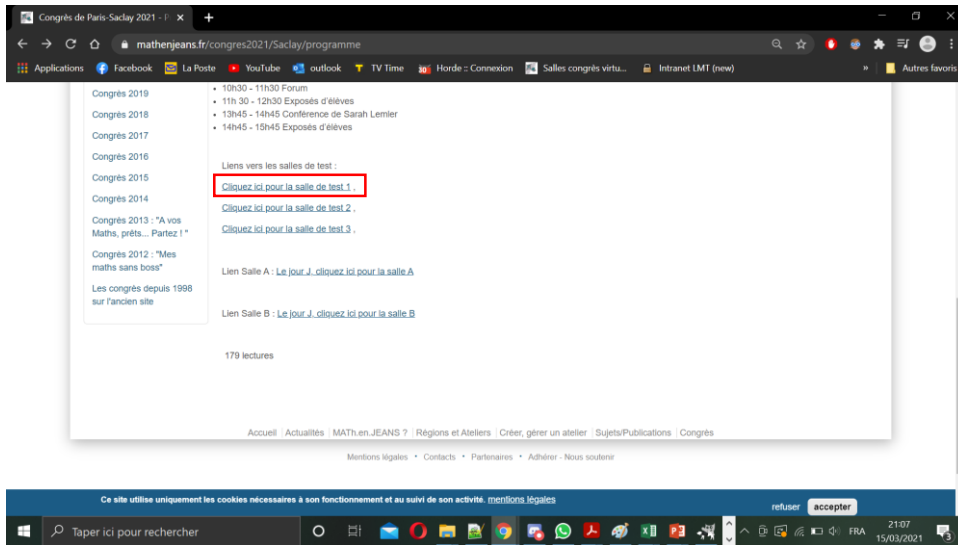 Congrès de Paris-Saclay 2021 - P
mathenjeans.fr/congres2021/Saclay/programme
Applications
Facebook
La Poste
YouTube
outlook
TV Time
Horde :: Connexion
Salles congrès virtu...
Intranet LMT (new)
»
Autres favoris
Congrès 2019
Congrès 2018
Congrès 2017
Congrès 2016
Congrès 2015
Congrès 2014
Congrès 2013 : "A vos
Maths, prêts... Partez ! "
Congrès 2012 : "Mes
maths sans boss"
Les congrès depuis 1998
sur l'ancien site
• 10h30 - 11h30 Forum
• 11h 30 - 12h30 Exposés d'élèves
• 13h45 - 14h45 Conférence de Sarah Lemler
• 14h45 - 15h45 Exposés d'élèves
Liens vers les salles de test :
Cliquez ici pour la salle de test 1 ,
Cliquez ici pour la salle de test 2 ,
Cliquez ici pour la salle de test 3 ,
Lien Salle A : Le jour J, cliquez ici pour la salle A
Lien Salle B : Le jour J, cliquez ici pour la salle B
179 lectures
Accueil | Actualités | MATh.en.JEANS ? | Régions et Ateliers | Créer, gérer un atelier | Sujets/Publications | Congrès
Mentions légales • Contacts • Partenaires • Adhérer - Nous soutenir
Ce site utilise uniquement les cookies nécessaires à son fonctionnement et au suivi de son activité. mentions légales
refuser
accepter
Taper ici pour rechercher
FRA
21:07
15/03/2021
3